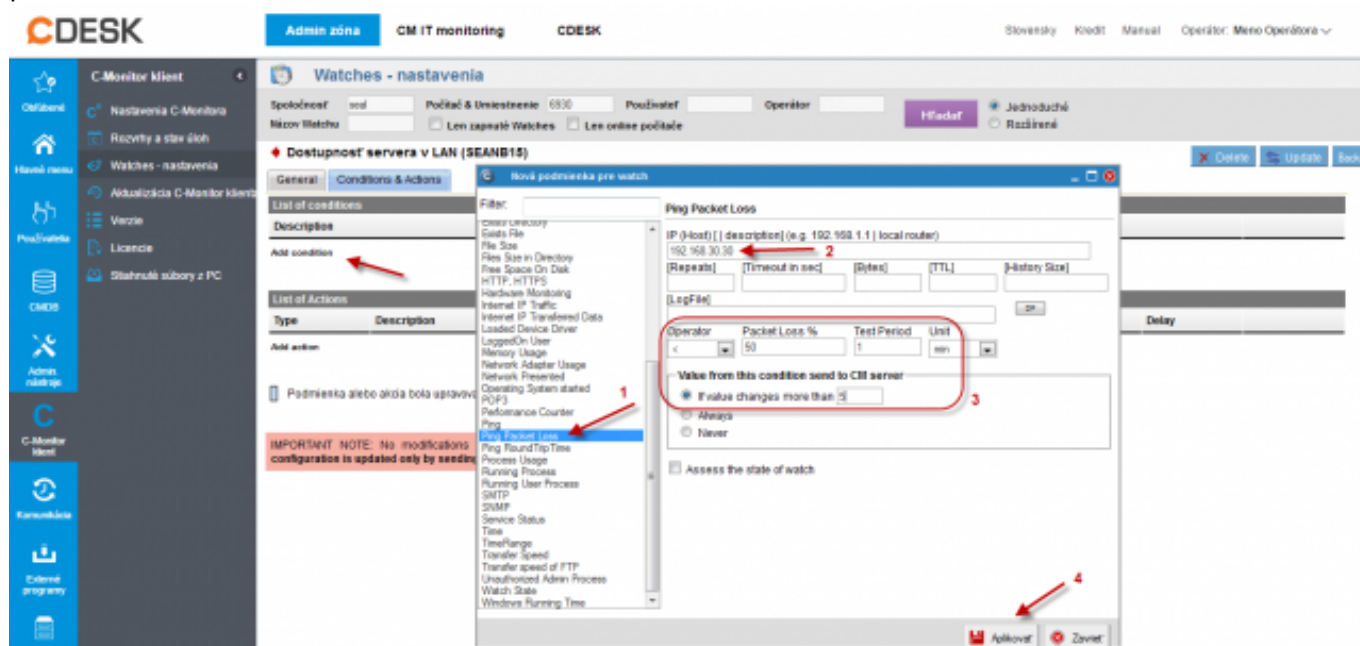 CDESK
Admin zóna CM IT monitoring CDESK
Slovensky Kredit Manual Operátor: Meno Operátora
Obľúbené
Hlavné menu
Používatelia
CMDB
Admin. nástroje
C-Monitor klient
Komunikácia
Externé programy
C-Monitor klient
Nastavenia C-Monitora
Rozvrhy a stav úloh
Watches - nastavenia
Aktualizácia C-Monitor klienta
Verzie
Licencie
Stiahnuté súbory z PC
Watches - nastavenia
Spoločnosť seal Počítač & Umiestnenie 6930 Používateľ Operátor
Názov Watchu Len zapnuté Watches Len online počítače
Hľadať
Jednoduché
Rozšírené
Dostupnosť servera v LAN (SEANB15)
Delete Update Back
General Conditions & Actions
List of conditions
Description
Add condition
List of Actions
Type Description Delay
Add action
Podmienka alebo akcia bola upravova
IMPORTANT NOTE: No modifications
configuration is updated only by sending
Nová podmienka pre watch
Filter:
Exists Directory
Exists File
File Size
Files Size in Directory
Free Space On Disk
HTTP, HTTPS
Hardware Monitoring
Internet IP Traffic
Internet IP Transfered Data
Loaded Device Driver
LoggedOn User
Memory Usage
Network Adapter Usage
Network Presented
Operating System started
POP3
Perfomance Counter
Ping
Ping Packet Loss
Ping RoundTripTime
Process Usage
Running Process
Running User Process
SMTP
SNMP
Service Status
Time
TimeRange
Transfer Speed
Transfer speed of FTP
Unauthorized Admin Process
Watch State
Windows Running Time
Ping Packet Loss
IP (Host) [ | description] (e.g. 192.168.1.1 | local router)
192.168.30.30
[Repeats] [Timeout in sec] [Bytes] [TTL] [History Size]
[LogFile]
Operator Packet Loss % Test Period Unit
< 50 1 min
Value from this condition send to CM server
If value changes more than 5
Always
Never
Assess the state of watch
Aplikovať Zavrieť
1
2
3
4